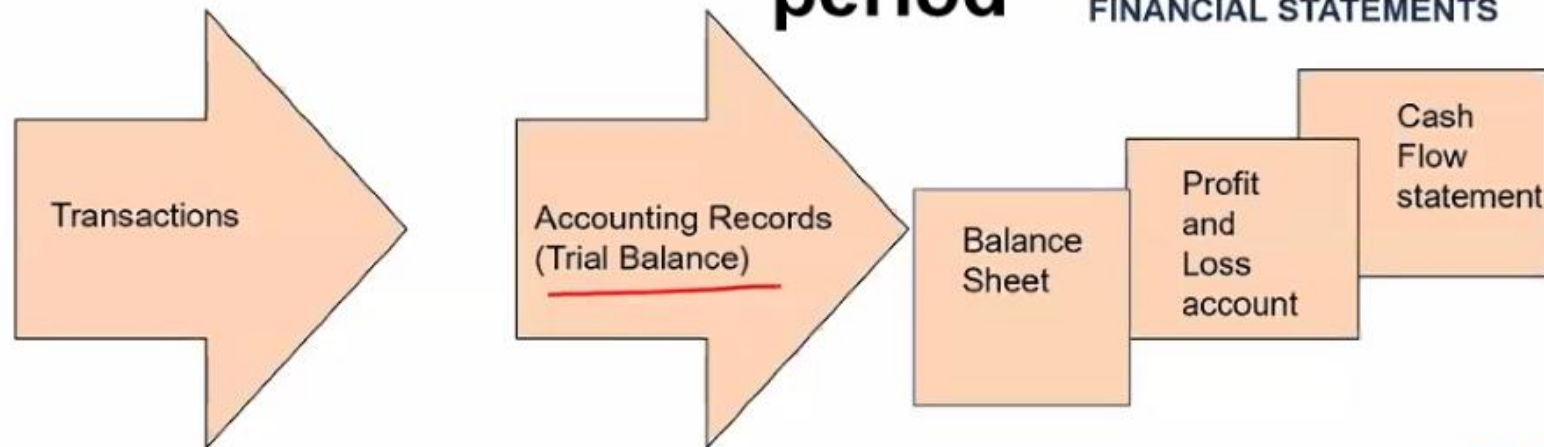 period
FINANCIAL STATEMENTS
Transactions
Accounting Records
(Trial Balance)
Balance
Sheet
Profit
and
Loss
account
Cash
Flow
statement